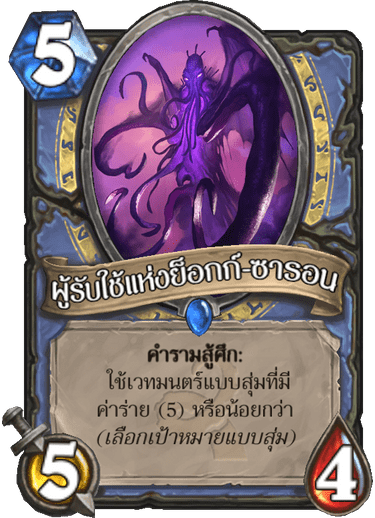 5
ผู้รับใช้แห่งย็อกก์-ซารอน
คำรามสู้ศึก:
ใช้เวทมนตร์แบบสุ่มที่มี
ค่าร่าย (5) หรือน้อยกว่า
(เลือกเป้าหมายแบบสุ่ม)
5
4